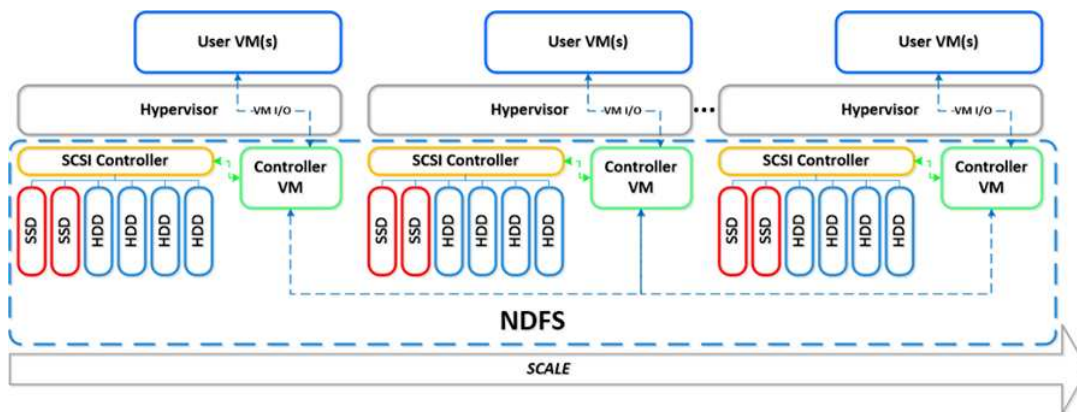 User VM(s)
User VM(s)
User VM(s)
Hypervisor
VM I/O
Hypervisor
VM I/O
...
Hypervisor
VM I/O
SCSI Controller
Controller
VM
SCSI Controller
Controller
VM
SCSI Controller
Controller
VM
SSD
SSD
HDD
HDD
HDD
HDD
SSD
SSD
HDD
HDD
HDD
HDD
SSD
SSD
HDD
HDD
HDD
HDD
NDFS
SCALE